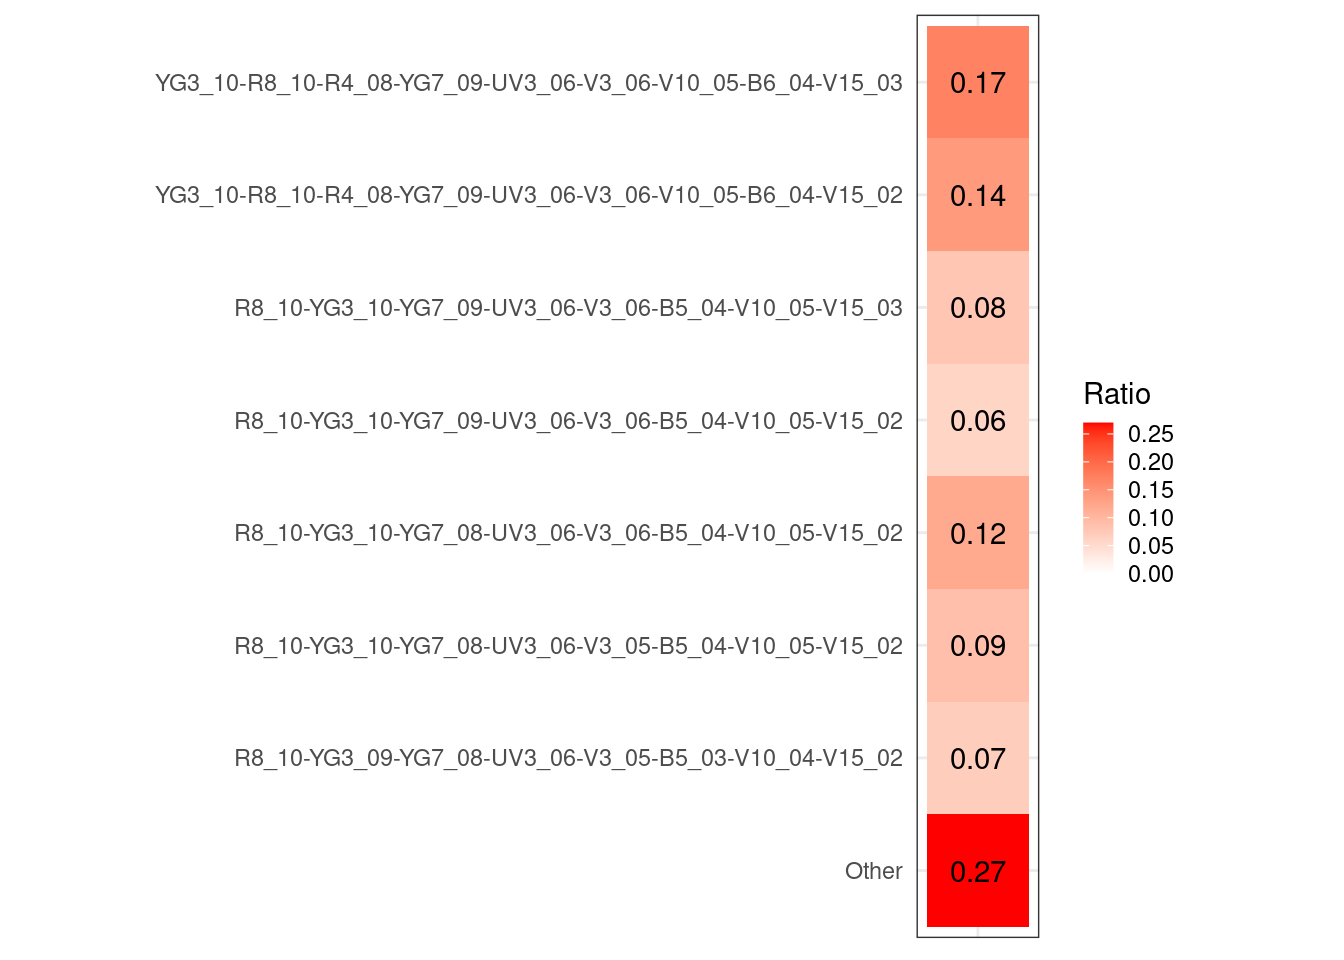 YG3_10-R8_10-R4_08-YG7_09-UV3_06-V3_06-V10_05-B6_04-V15_03 0.17
YG3_10-R8_10-R4_08-YG7_09-UV3_06-V3_06-V10_05-B6_04-V15_02 0.14
R8_10-YG3_10-YG7_09-UV3_06-V3_06-B5_04-V10_05-V15_03 0.08
R8_10-YG3_10-YG7_09-UV3_06-V3_06-B5_04-V10_05-V15_02 0.06
R8_10-YG3_10-YG7_08-UV3_06-V3_06-B5_04-V10_05-V15_02 0.12
R8_10-YG3_10-YG7_08-UV3_06-V3_05-B5_04-V10_05-V15_02 0.09
R8_10-YG3_09-YG7_08-UV3_06-V3_05-B5_03-V10_04-V15_02 0.07
Other 0.27
Ratio
0.25
0.20
0.15
0.10
0.05
0.00